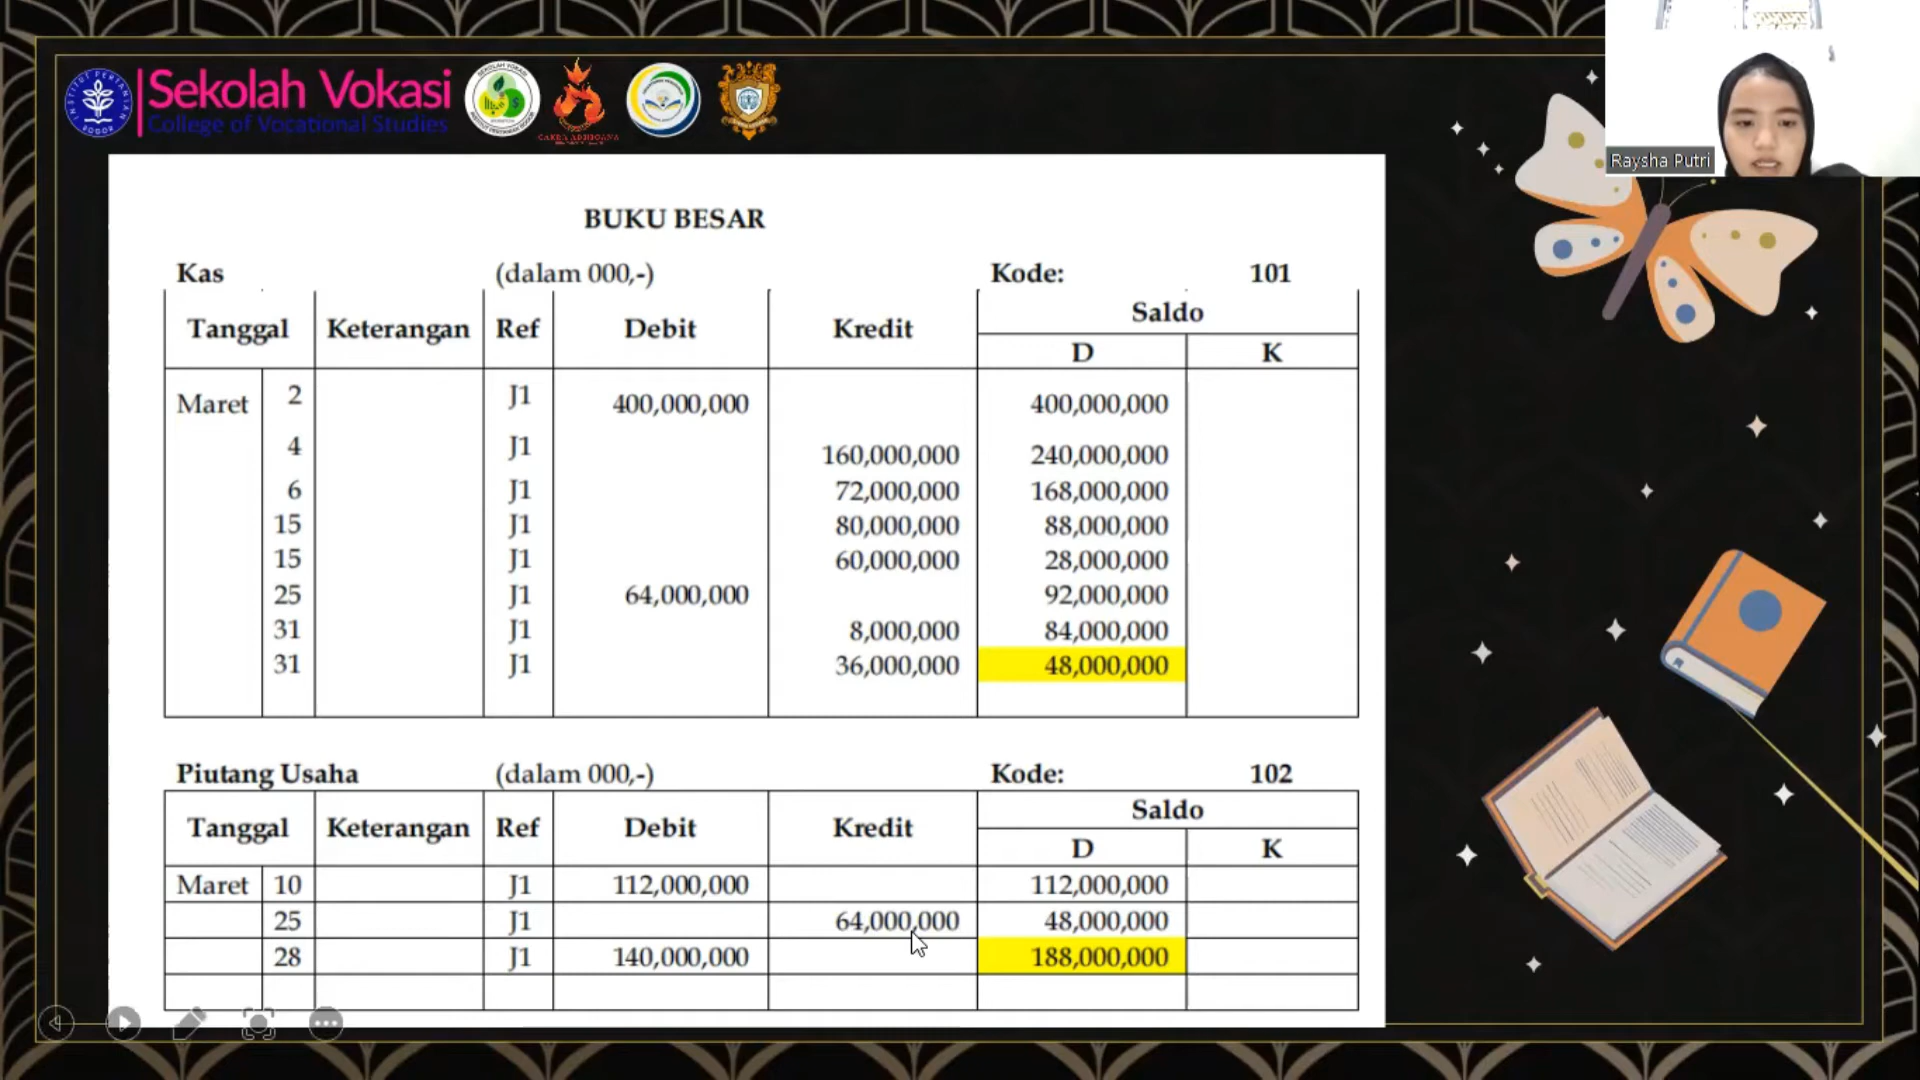 Sekolah Vokasi
College of Vocational Studies
Raysha Putri
BUKU BESAR
Kas (dalam 000,-) Kode: 101
Tanggal Keterangan Ref Debit Kredit Saldo
D K
Maret 2 J1 400,000,000 400,000,000
4 J1 160,000,000 240,000,000
6 J1 72,000,000 168,000,000
15 J1 80,000,000 88,000,000
15 J1 60,000,000 28,000,000
25 J1 64,000,000 92,000,000
31 J1 8,000,000 84,000,000
31 J1 36,000,000 48,000,000
Piutang Usaha (dalam 000,-) Kode: 102
Tanggal Keterangan Ref Debit Kredit Saldo
D K
Maret 10 J1 112,000,000 112,000,000
25 J1 64,000,000 48,000,000
28 J1 140,000,000 188,000,000